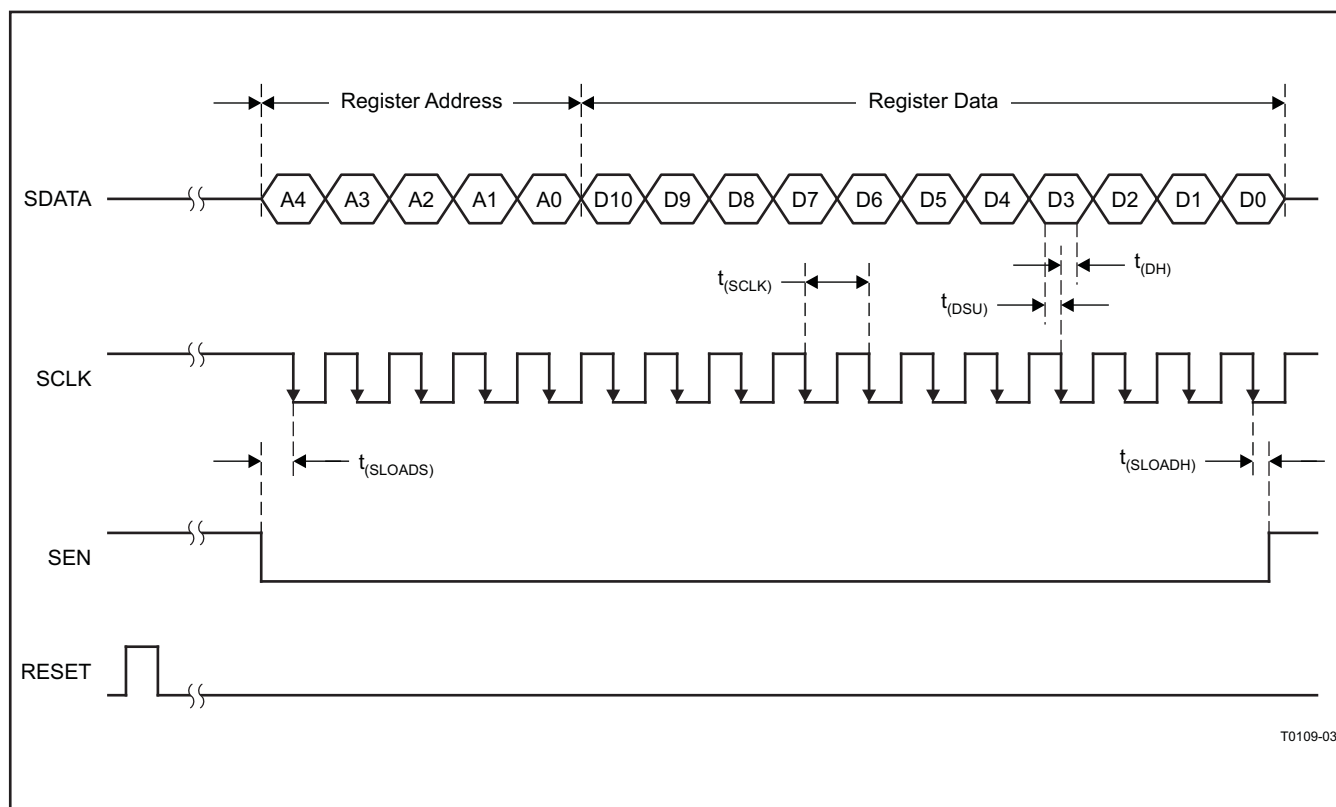 Register Address
Register Data
SDATA
A4 A3 A2 A1 A0 D10 D9 D8 D7 D6 D5 D4 D3 D2 D1 D0
t(DH)
t(SCLK)
t(DSU)
SCLK
t(SLOADS)
t(SLOADH)
SEN
RESET
T0109-03